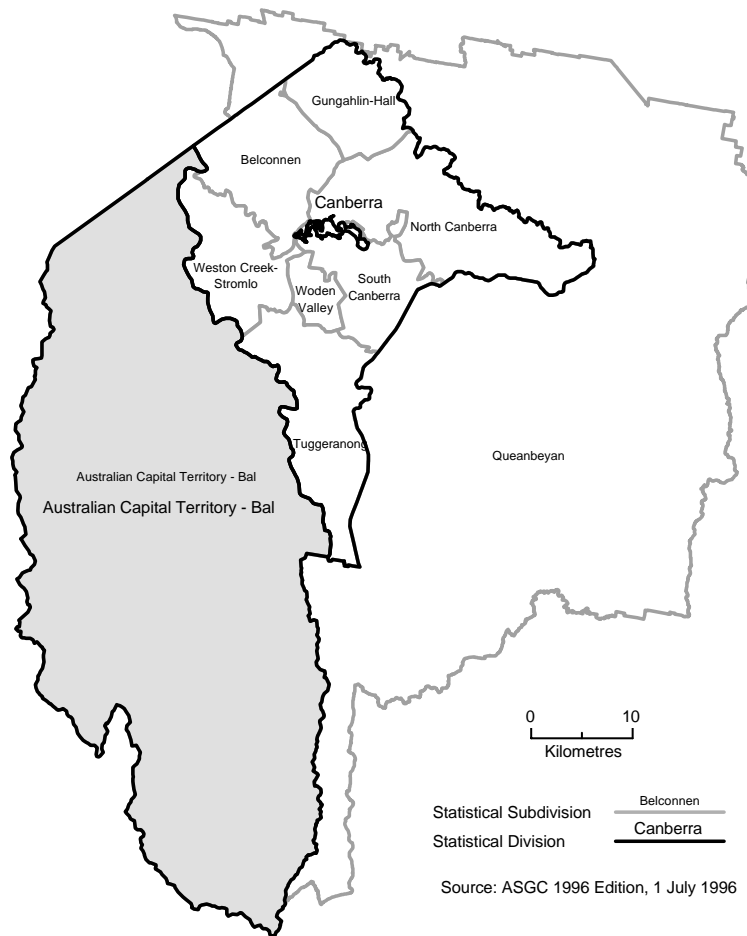 Gungahlin-Hall
Belconnen
Canberra
North Canberra
Weston Creek-
Stromlo
Woden
Valley
South
Canberra
Tuggeranong
Queanbeyan
Australian Capital Territory - Bal
Australian Capital Territory - Bal
0 10
Kilometres
Statistical Subdivision Belconnen
Statistical Division Canberra
Source: ASGC 1996 Edition, 1 July 1996